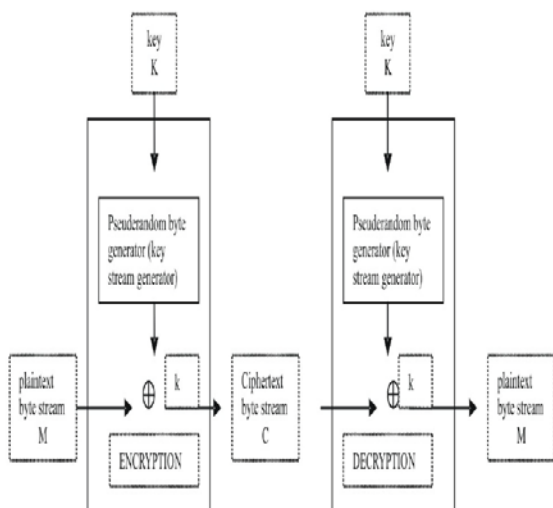 key
K
key
K
Pseuderandom byte
generator (key
stream generator)
Pseuderandom byte
generator (key
stream generator)
plaintext
byte stream
M
⊕
k
Ciphertext
byte stream
C
⊕
k
plaintext
byte stream
M
ENCRYPTION
DECRYPTION